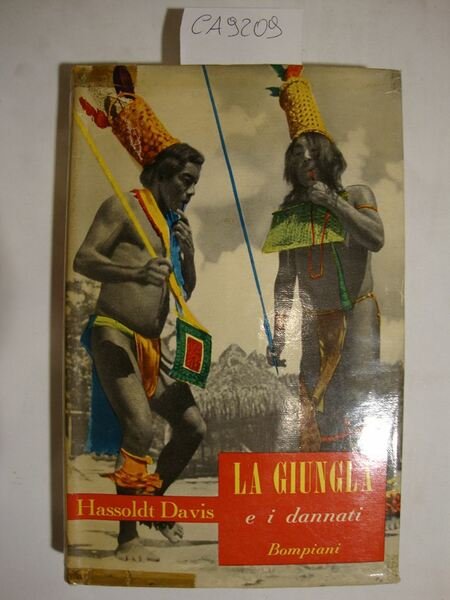 CA9209
LA GIUNGLA
Hassoldt Davis
e i dannati
Bompiani